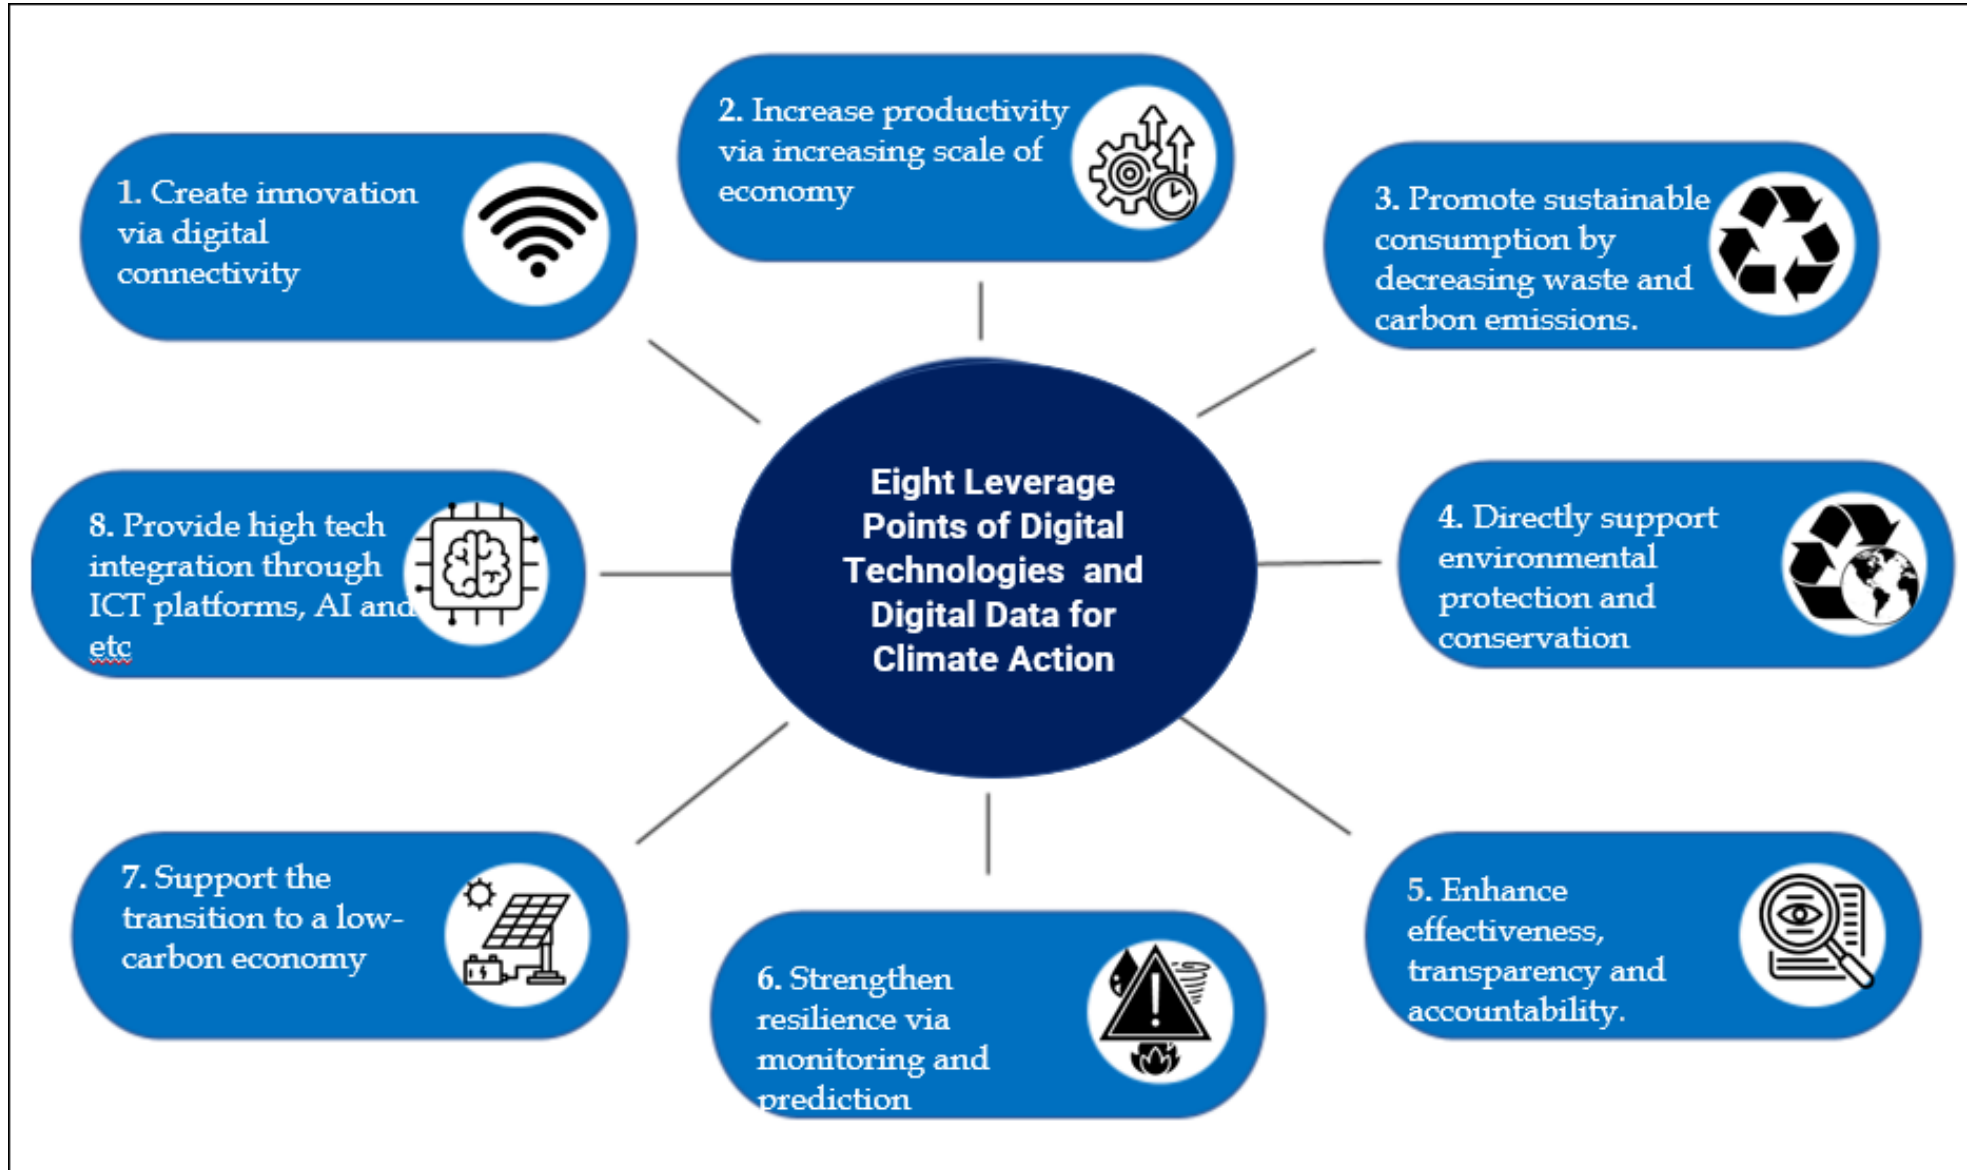 1. Create innovation
via digital
connectivity
2. Increase productivity
via increasing scale of
economy
3. Promote sustainable
consumption by
decreasing waste and
carbon emissions.
4. Directly support
environmental
protection and
conservation
5. Enhance
effectiveness,
transparency and
accountability.
6. Strengthen
resilience via
monitoring and
prediction
7. Support the
transition to a low-
carbon economy
8. Provide high tech
integration through
ICT platforms, AI and
etc
Eight Leverage
Points of Digital
Technologies and
Digital Data for
Climate Action